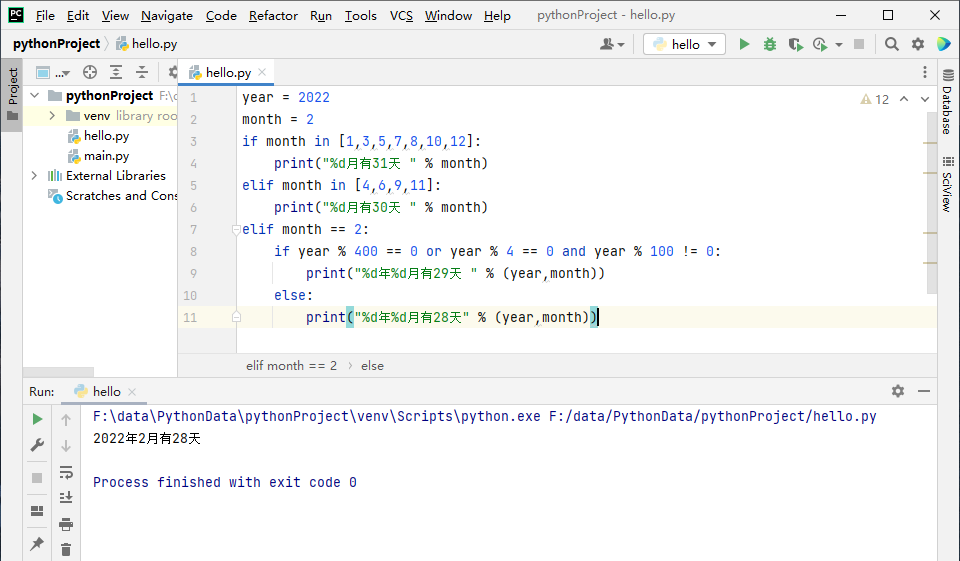 PC File Edit View Navigate Code Refactor Run Tools VCS Window Help pythonProject - hello.py
pythonProject hello.py hello
Project
... hello.py
pythonProject F:\d
venv library roo
hello.py
main.py
External Libraries
Scratches and Cons
12
1 year = 2022
2 month = 2
3 if month in [1,3,5,7,8,10,12]:
4 print("%d月有31天 " % month)
5 elif month in [4,6,9,11]:
6 print("%d月有30天 " % month)
7 elif month == 2:
8 if year % 400 == 0 or year % 4 == 0 and year % 100 != 0:
9 print("%d年%d月有29天 " % (year,month))
10 else:
11 print("%d年%d月有28天" % (year,month))
elif month == 2 › else
Database
SciView
Run: hello
F:\data\PythonData\pythonProject\venv\Scripts\python.exe F:/data/PythonData/pythonProject/hello.py
2022年2月有28天
Process finished with exit code 0